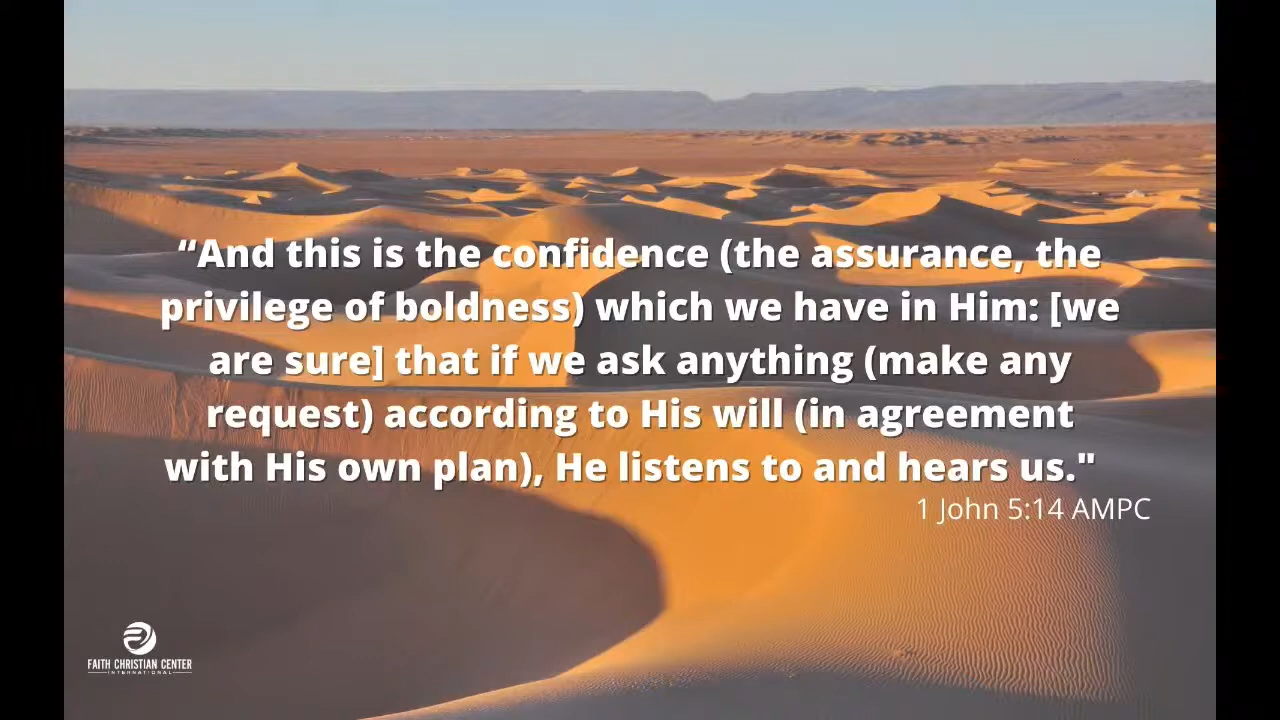 “And this is the confidence (the assurance, the
privilege of boldness) which we have in Him: [we
are sure] that if we ask anything (make any
request) according to His will (in agreement
with His own plan), He listens to and hears us."
1 John 5:14 AMPC
FAITH CHRISTIAN CENTER
INTERNATIONAL